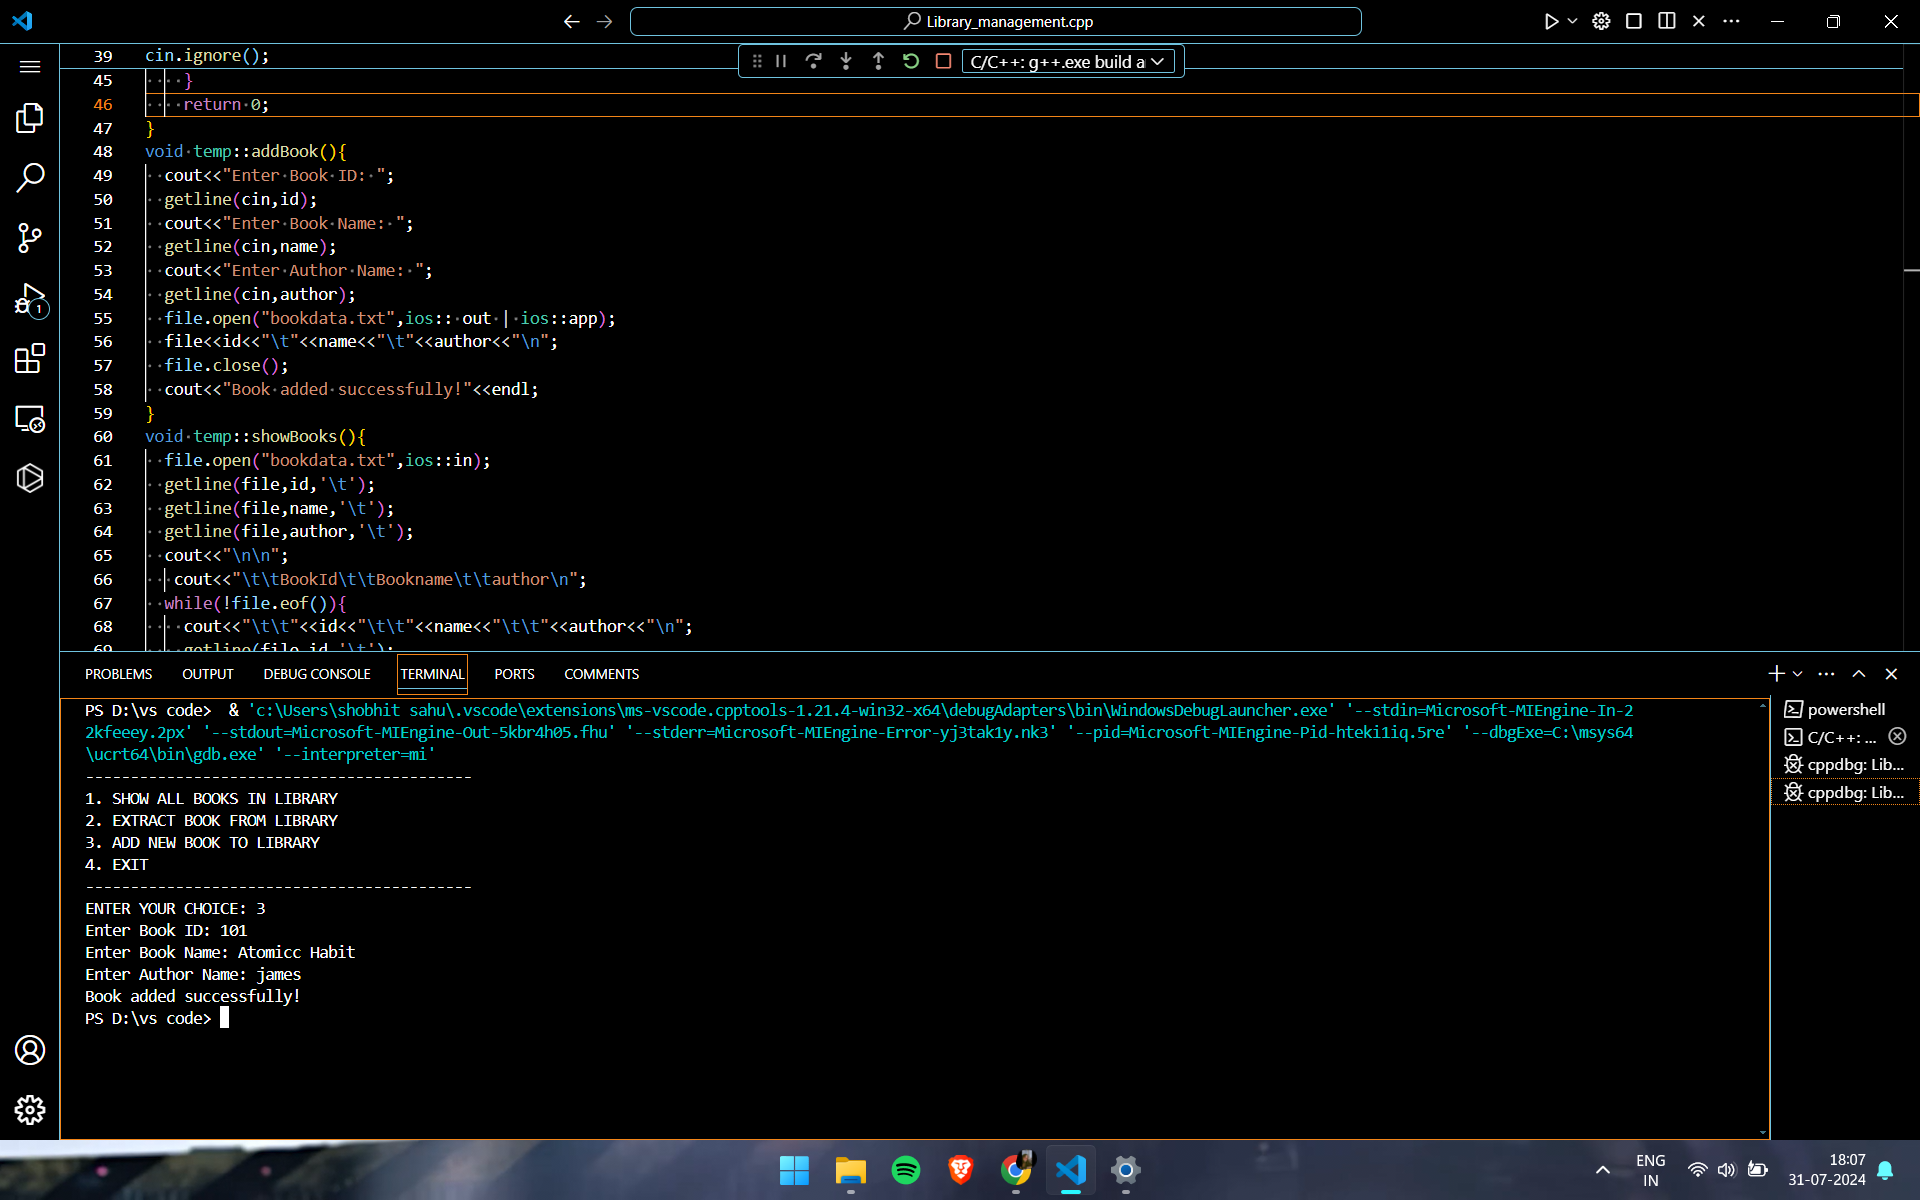 Library_management.cpp
39 cin.ignore();
C/C++: g++.exe build a
45 }
46 return 0;
47 }
48 void temp::addBook(){
49 cout<<"Enter Book ID: ";
50 getline(cin,id);
51 cout<<"Enter Book Name: ";
52 getline(cin,name);
53 cout<<"Enter Author Name: ";
54 getline(cin,author);
55 file.open("bookdata.txt",ios:: out | ios::app);
56 file<<id<<"\t"<<name<<"\t"<<author<<"\n";
57 file.close();
58 cout<<"Book added successfully!"<<endl;
59 }
60 void temp::showBooks(){
61 file.open("bookdata.txt",ios::in);
62 getline(file,id,'\t');
63 getline(file,name,'\t');
64 getline(file,author,'\t');
65 cout<<"\n\n";
66 cout<<"\t\tBookId\t\tBookname\t\tauthor\n";
67 while(!file.eof()){
68 cout<<"\t\t"<<id<<"\t\t"<<name<<"\t\t"<<author<<"\n";
69 getline(file,id,'\t');
PROBLEMS OUTPUT DEBUG CONSOLE TERMINAL PORTS COMMENTS
PS D:\vs code>  & 'c:\Users\shobhit sahu\.vscode\extensions\ms-vscode.cpptools-1.21.4-win32-x64\debugAdapters\bin\WindowsDebugLauncher.exe' '--stdin=Microsoft-MIEngine-In-2
2kfeeey.2px' '--stdout=Microsoft-MIEngine-Out-5kbr4h05.fhu' '--stderr=Microsoft-MIEngine-Error-yj3tak1y.nk3' '--pid=Microsoft-MIEngine-Pid-hteki1iq.5re' '--dbgExe=C:\msys64
\ucrt64\bin\gdb.exe' '--interpreter=mi'
-------------------------------------------
1. SHOW ALL BOOKS IN LIBRARY
2. EXTRACT BOOK FROM LIBRARY
3. ADD NEW BOOK TO LIBRARY
4. EXIT
-------------------------------------------
ENTER YOUR CHOICE: 3
Enter Book ID: 101
Enter Book Name: Atomicc Habit
Enter Author Name: james
Book added successfully!
PS D:\vs code>
powershell
C/C++: ...
cppdbg: Lib...
cppdbg: Lib...
1
ENG
IN
18:07
31-07-2024